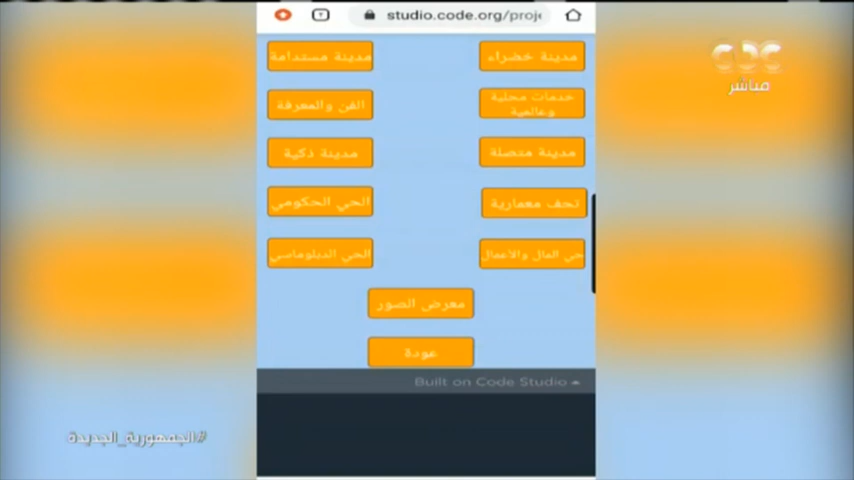 studio.code.org/proje
CBC
مباشر
مدينة خضراء
مدينة مستدامة
خدمات محلية
وعالمية
الفن والمعرفة
مدينة متصلة
مدينة ذكية
تحف معمارية
الحي الحكومي
حي المال والأعمال
الحي الدبلوماسي
معرض الصور
عودة
Built on Code Studio
#الجمهورية_الجديدة